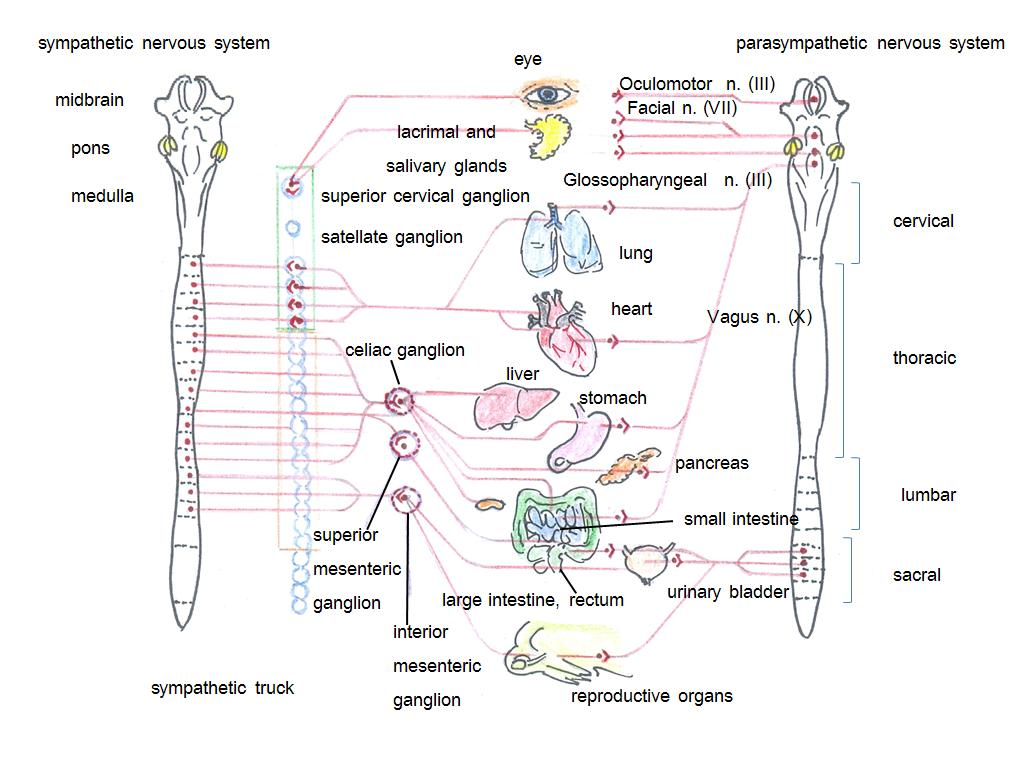 sympathetic nervous system
parasympathetic nervous system
eye
midbrain
Oculomotor n. (III)
Facial n. (VII)
lacrimal and
salivary glands
pons
Glossopharyngeal n. (III)
medulla
superior cervical ganglion
satellate ganglion
cervical
lung
heart
Vagus n. (X)
celiac ganglion
thoracic
liver
stomach
pancreas
lumbar
small intestine
superior
mesenteric
ganglion
sacral
urinary bladder
large intestine, rectum
interior
mesenteric
ganglion
sympathetic truck
reproductive organs